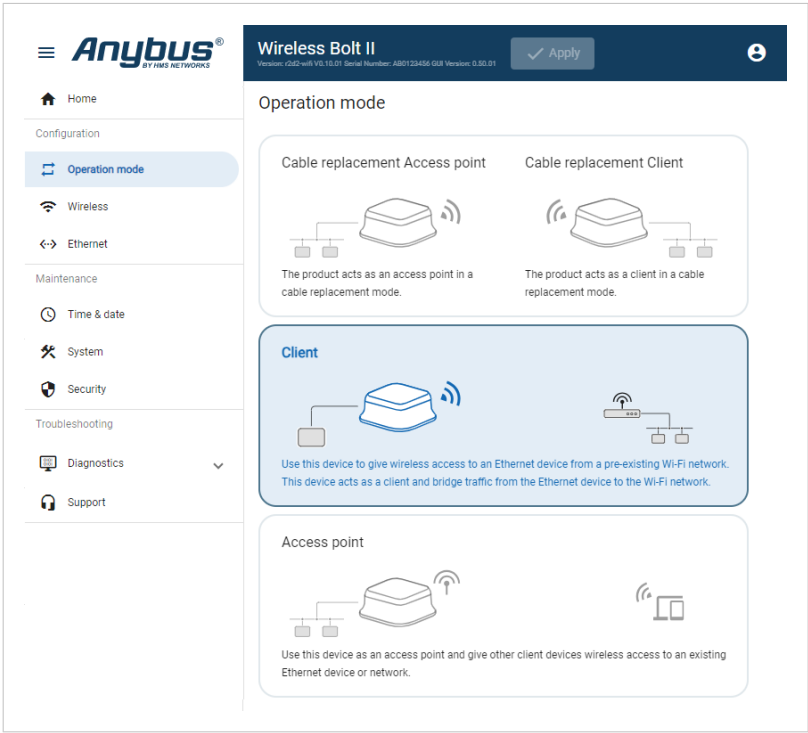 Anybus®
BY HMS NETWORKS
Wireless Bolt II
Version: r2d2-wifi V0.10.01 Serial Number: AB0123456 GUI Version: 0.50.01
Apply
Home
Configuration
Operation mode
Wireless
Ethernet
Maintenance
Time & date
System
Security
Troubleshooting
Diagnostics
Support
Operation mode
Cable replacement Access point
The product acts as an access point in a
cable replacement mode.
Cable replacement Client
The product acts as a client in a cable
replacement mode.
Client
Use this device to give wireless access to an Ethernet device from a pre-existing Wi-Fi network.
This device acts as a client and bridge traffic from the Ethernet device to the Wi-Fi network.
Access point
Use this device as an access point and give other client devices wireless access to an existing
Ethernet device or network.